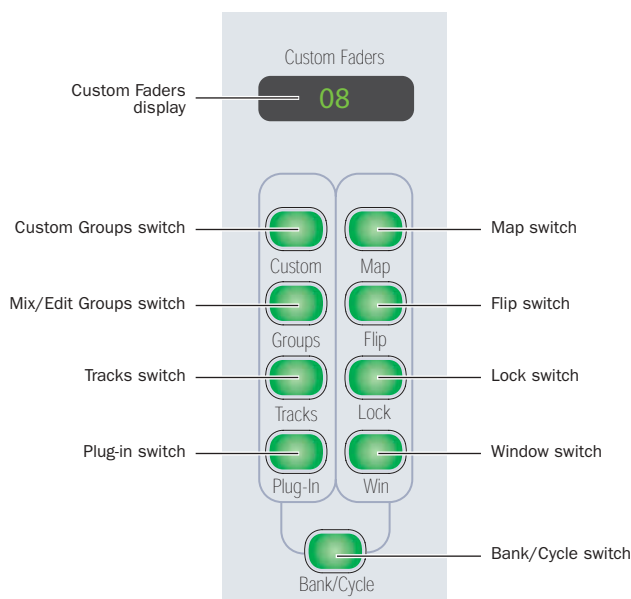 Custom Faders
Custom Faders
display
08
Custom Groups switch
Map switch
Custom
Map
Mix/Edit Groups switch
Flip switch
Groups
Flip
Tracks switch
Lock switch
Tracks
Lock
Plug-in switch
Window switch
Plug-In
Win
Bank/Cycle switch
Bank/Cycle